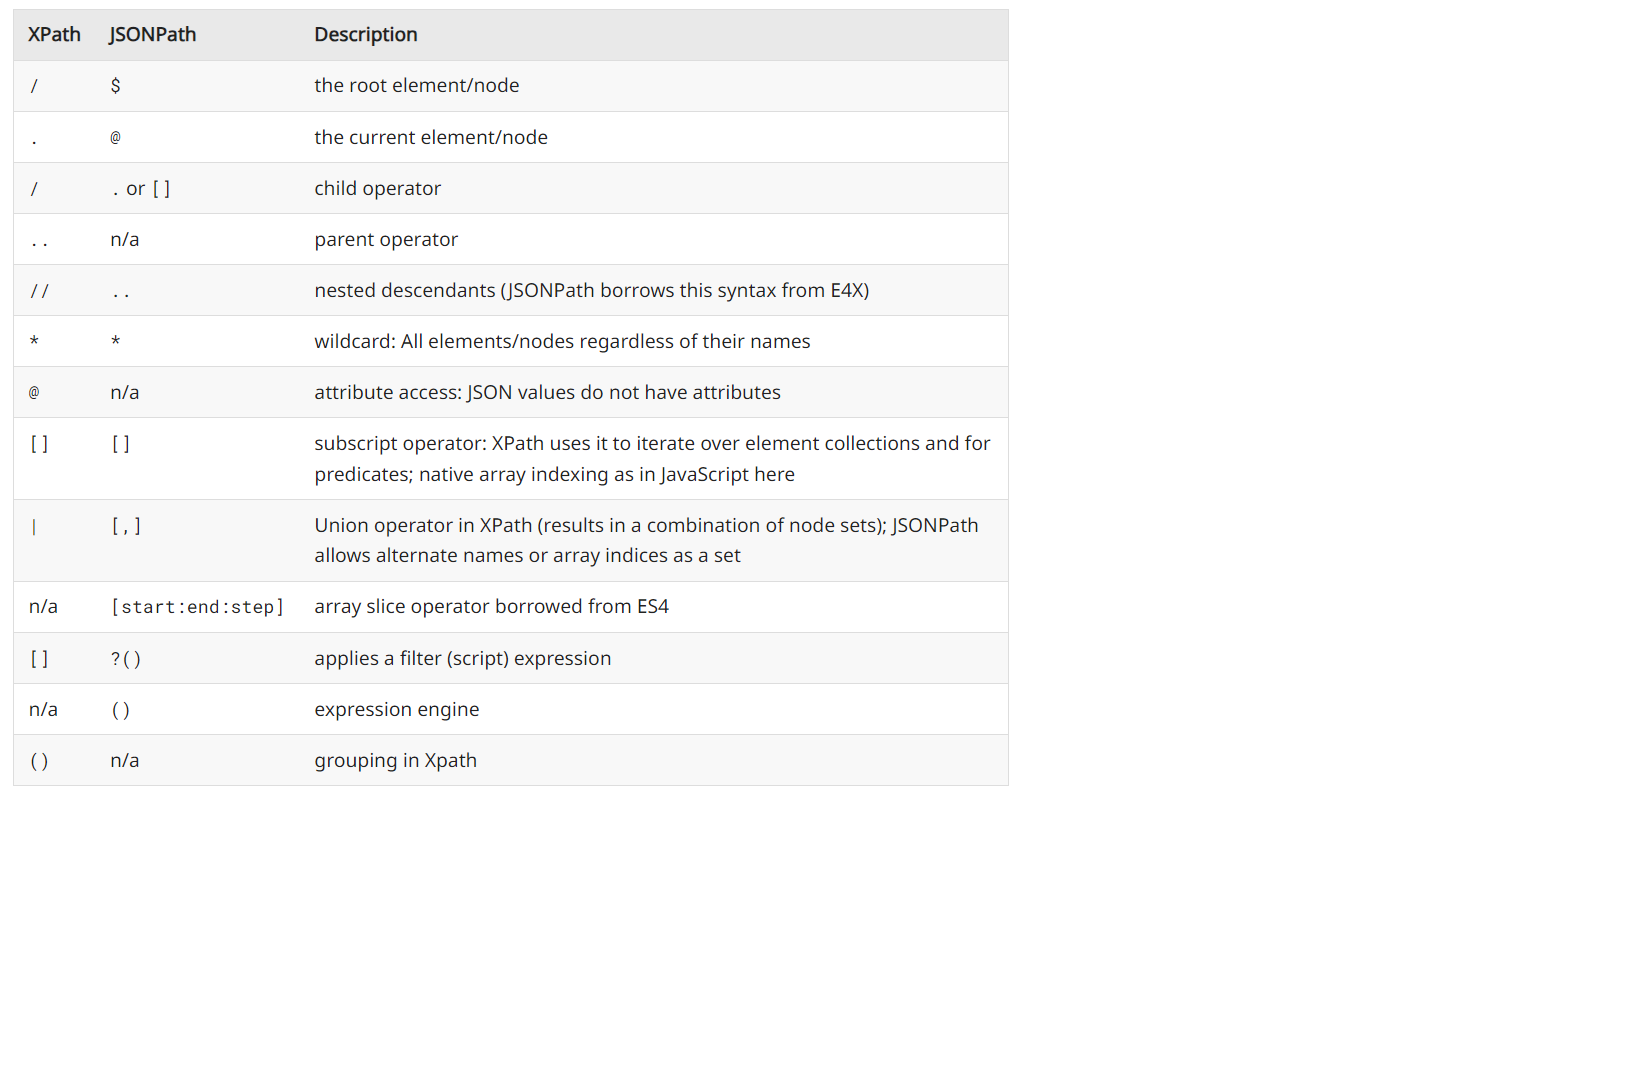 XPath JSONPath Description
/ $ the root element/node
. @ the current element/node
/ . or [] child operator
.. n/a parent operator
// .. nested descendants (JSONPath borrows this syntax from E4X)
* * wildcard: All elements/nodes regardless of their names
@ n/a attribute access: JSON values do not have attributes
[] [] subscript operator: XPath uses it to iterate over element collections and for
predicates; native array indexing as in JavaScript here
| [,] Union operator in XPath (results in a combination of node sets); JSONPath
allows alternate names or array indices as a set
n/a [start:end:step] array slice operator borrowed from ES4
[] ?() applies a filter (script) expression
n/a () expression engine
() n/a grouping in Xpath